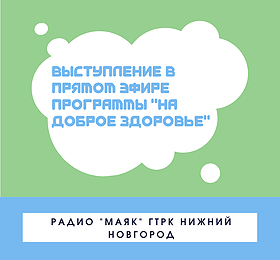 ВЫСТУПЛЕНИЕ В
ПРЯМОМ ЭФИРЕ
ПРОГРАММЫ "НА
ДОБРОЕ ЗДОРОВЬЕ"
РАДИО "МАЯК" ГТРК НИЖНИЙ
НОВГОРОД